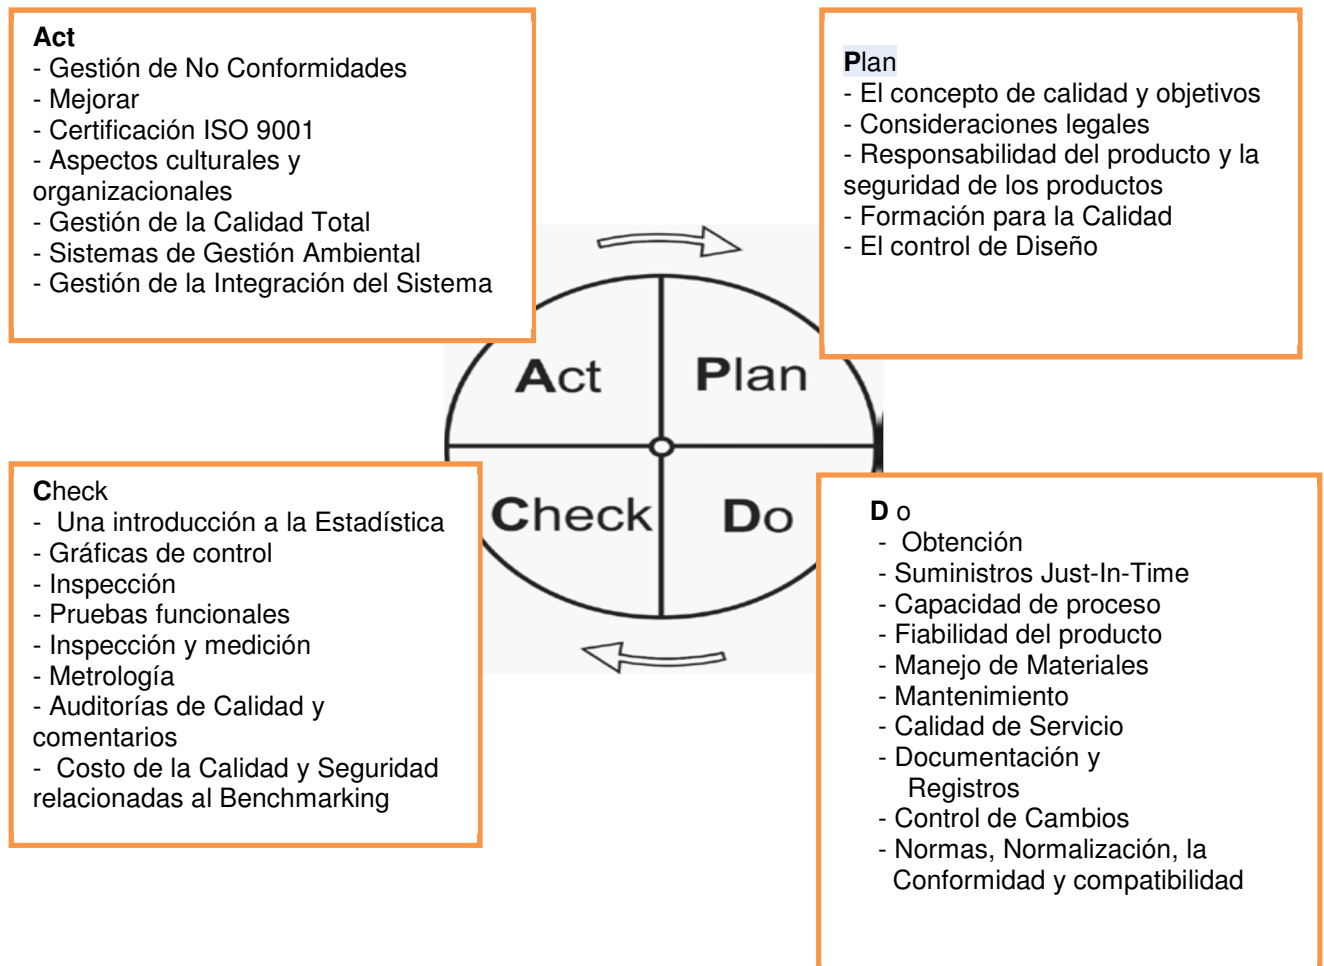 Act
- Gestión de No Conformidades
- Mejorar
- Certificación ISO 9001
- Aspectos culturales y
organizacionales
- Gestión de la Calidad Total
- Sistemas de Gestión Ambiental
- Gestión de la Integración del Sistema
Plan
- El concepto de calidad y objetivos
- Consideraciones legales
- Responsabilidad del producto y la
seguridad de los productos
- Formación para la Calidad
- El control de Diseño
Act
Plan
Check
Do
Check
- Una introducción a la Estadística
- Gráficas de control
- Inspección
- Pruebas funcionales
- Inspección y medición
- Metrología
- Auditorías de Calidad y
comentarios
- Costo de la Calidad y Seguridad
relacionadas al Benchmarking
D o
- Obtención
- Suministros Just-In-Time
- Capacidad de proceso
- Fiabilidad del producto
- Manejo de Materiales
- Mantenimiento
- Calidad de Servicio
- Documentación y
Registros
- Control de Cambios
- Normas, Normalización, la
Conformidad y compatibilidad